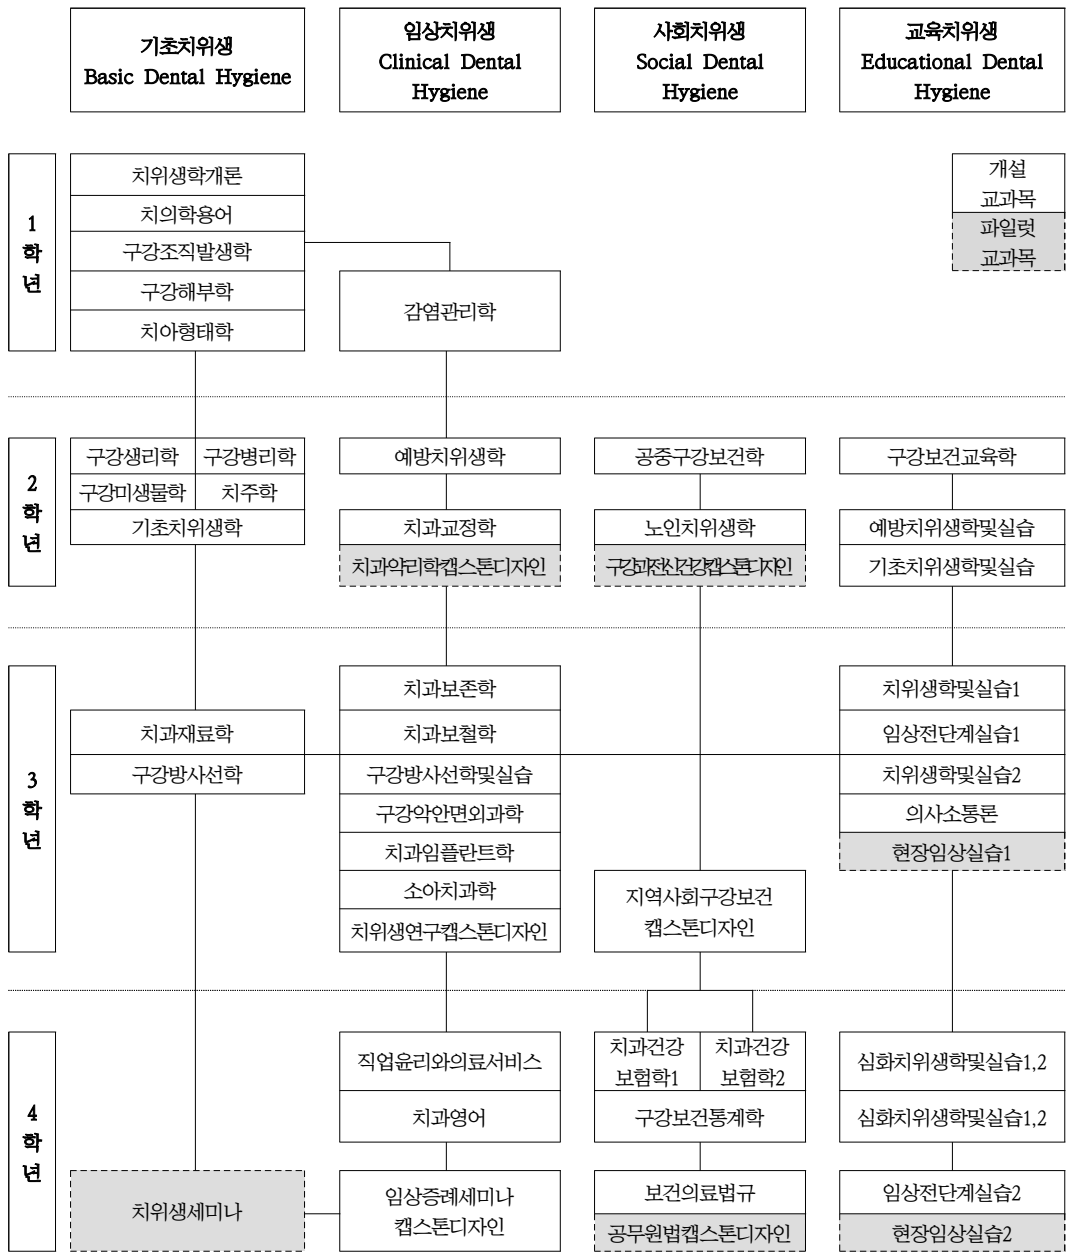 기초치위생
Basic Dental Hygiene
임상치위생
Clinical Dental
Hygiene
사회치위생
Social Dental
Hygiene
교육치위생
Educational Dental
Hygiene
1
학
년
치위생학개론
치의학용어
구강조직발생학
구강해부학
치아형태학
감염관리학
개설
교과목
파일럿
교과목
2
학
년
구강생리학
구강병리학
구강미생물학
치주학
기초치위생학
예방치위생학
치과교정학
치과약리학캡스톤디자인
공중구강보건학
노인치위생학
구강과전신건강캡스톤디자인
구강보건교육학
예방치위생학및실습
기초치위생학및실습
3
학
년
치과재료학
구강방사선학
치과보존학
치과보철학
구강방사선학및실습
구강악안면외과학
치과임플란트학
소아치과학
치위생연구캡스톤디자인
지역사회구강보건
캡스톤디자인
치위생학및실습1
임상전단계실습1
치위생학및실습2
의사소통론
현장임상실습1
4
학
년
치위생세미나
직업윤리와의료서비스
치과영어
임상증례세미나
캡스톤디자인
치과건강
보험학1
치과건강
보험학2
구강보건통계학
보건의료법규
공무원법캡스톤디자인
심화치위생학및실습1,2
심화치위생학및실습1,2
임상전단계실습2
현장임상실습2